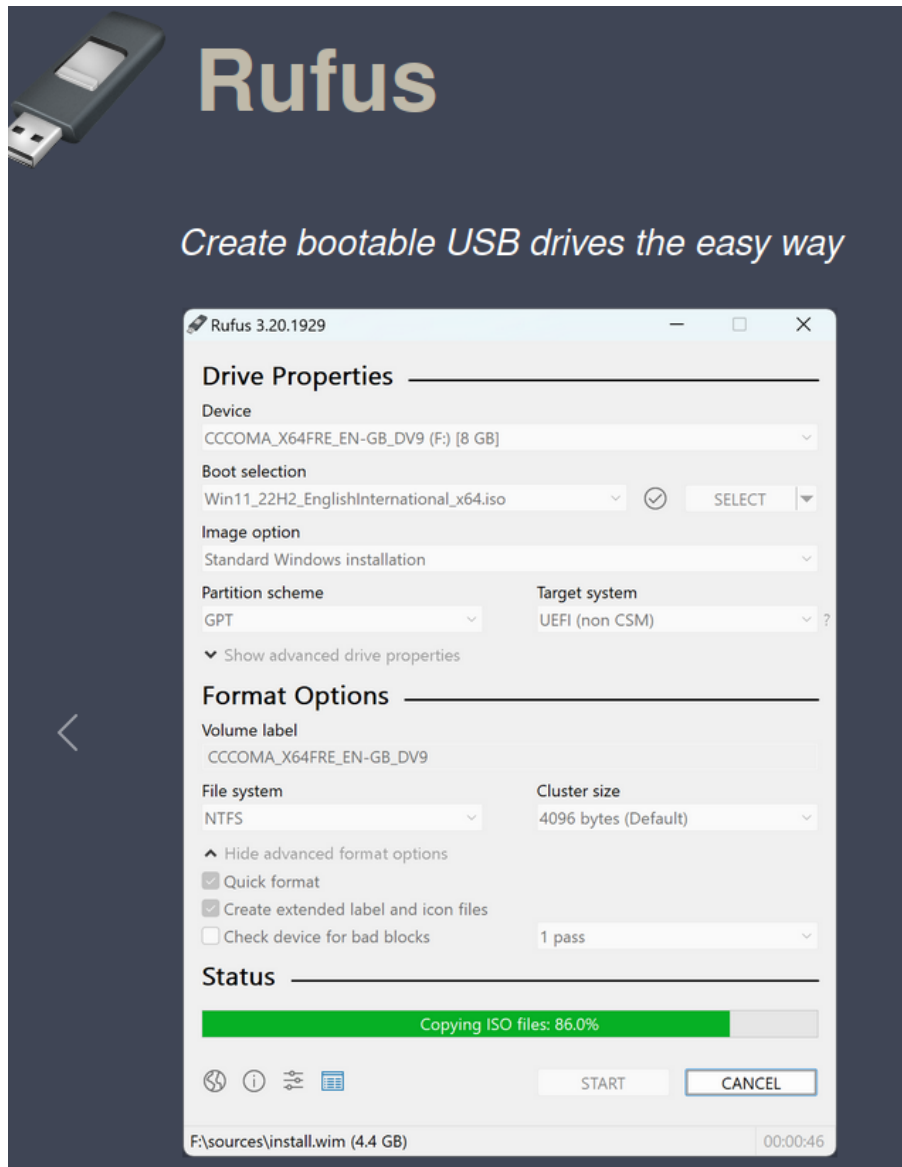 Rufus
Create bootable USB drives the easy way
Rufus 3.20.1929
Drive Properties
Device
CCCOMA_X64FRE_EN-GB_DV9 (F:) [8 GB]
Boot selection
Win11_22H2_EnglishInternational_x64.iso
SELECT
Image option
Standard Windows installation
Partition scheme Target system
GPT UEFI (non CSM) ?
Show advanced drive properties
Format Options
Volume label
CCCOMA_X64FRE_EN-GB_DV9
File system Cluster size
NTFS 4096 bytes (Default)
Hide advanced format options
Quick format
Create extended label and icon files
Check device for bad blocks 1 pass
Status
Copying ISO files: 86.0%
START CANCEL
F:\sources\install.wim (4.4 GB) 00:00:46